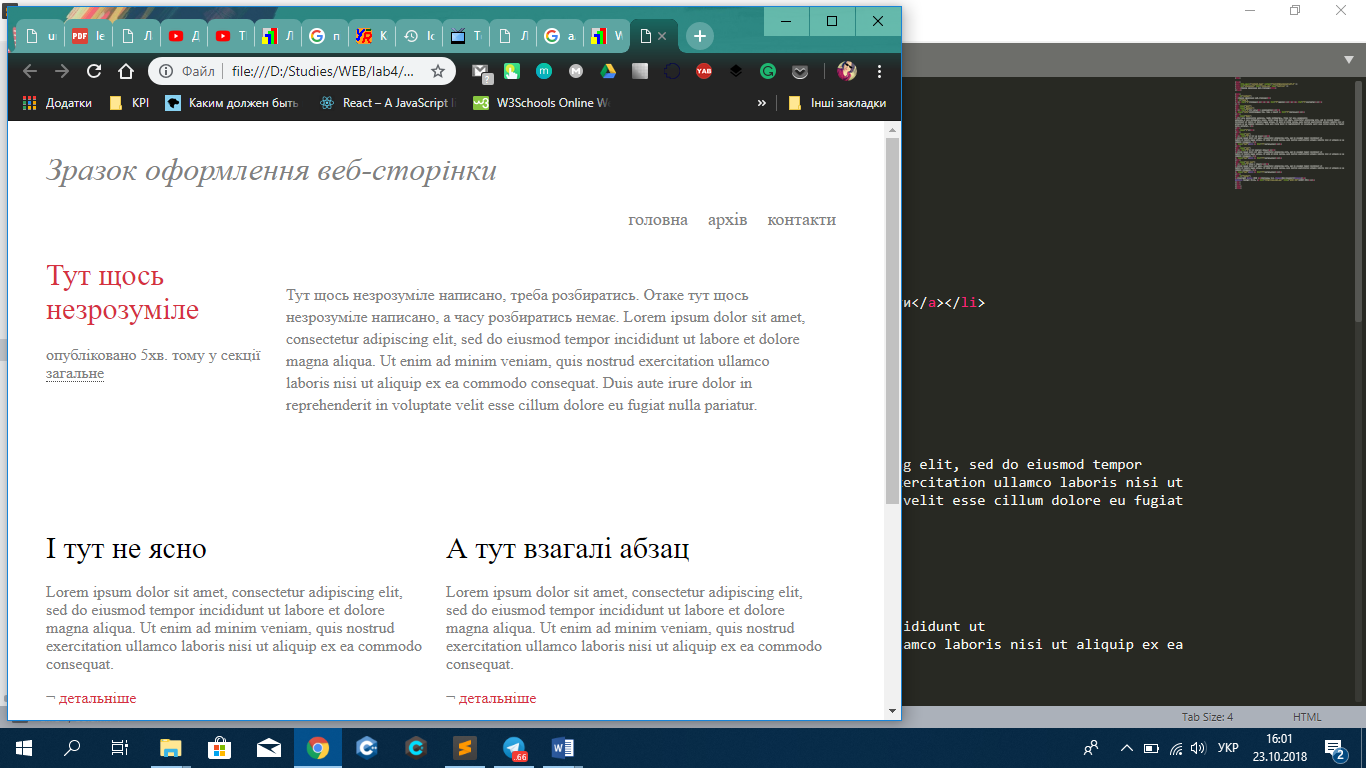 Файл
file:///D:/Studies/WEB/lab4/...
Додатки
KPI
Каким должен быть
React – A JavaScript
W3Schools Online
»
Інші закладки
Зразок оформлення веб-сторінки
головна архів контакти
Тут щось
незрозуміле
опубліковано 5хв. тому у секції
загальне
Тут щось незрозуміле написано, треба розбиратись. Отаке тут щось
незрозуміле написано, а часу розбиратись немає. Lorem ipsum dolor sit amet,
consectetur adipiscing elit, sed do eiusmod tempor incididunt ut labore et dolore
magna aliqua. Ut enim ad minim veniam, quis nostrud exercitation ullamco
laboris nisi ut aliquip ex ea commodo consequat. Duis aute irure dolor in
reprehenderit in voluptate velit esse cillum dolore eu fugiat nulla pariatur.
І тут не ясно
Lorem ipsum dolor sit amet, consectetur adipiscing elit,
sed do eiusmod tempor incididunt ut labore et dolore
magna aliqua. Ut enim ad minim veniam, quis nostrud
exercitation ullamco laboris nisi ut aliquip ex ea commodo
consequat.
¬ детальніше
А тут взагалі абзац
Lorem ipsum dolor sit amet, consectetur adipiscing elit,
sed do eiusmod tempor incididunt ut labore et dolore
magna aliqua. Ut enim ad minim veniam, quis nostrud
exercitation ullamco laboris nisi ut aliquip ex ea commodo
consequat.
¬ детальніше
и</a></li>
g elit, sed do eiusmod tempor
ercitation ullamco laboris nisi ut
velit esse cillum dolore eu fugiat
ididunt ut
amco laboris nisi ut aliquip ex ea
Tab Size: 4 HTML
УКР
16:01
23.10.2018